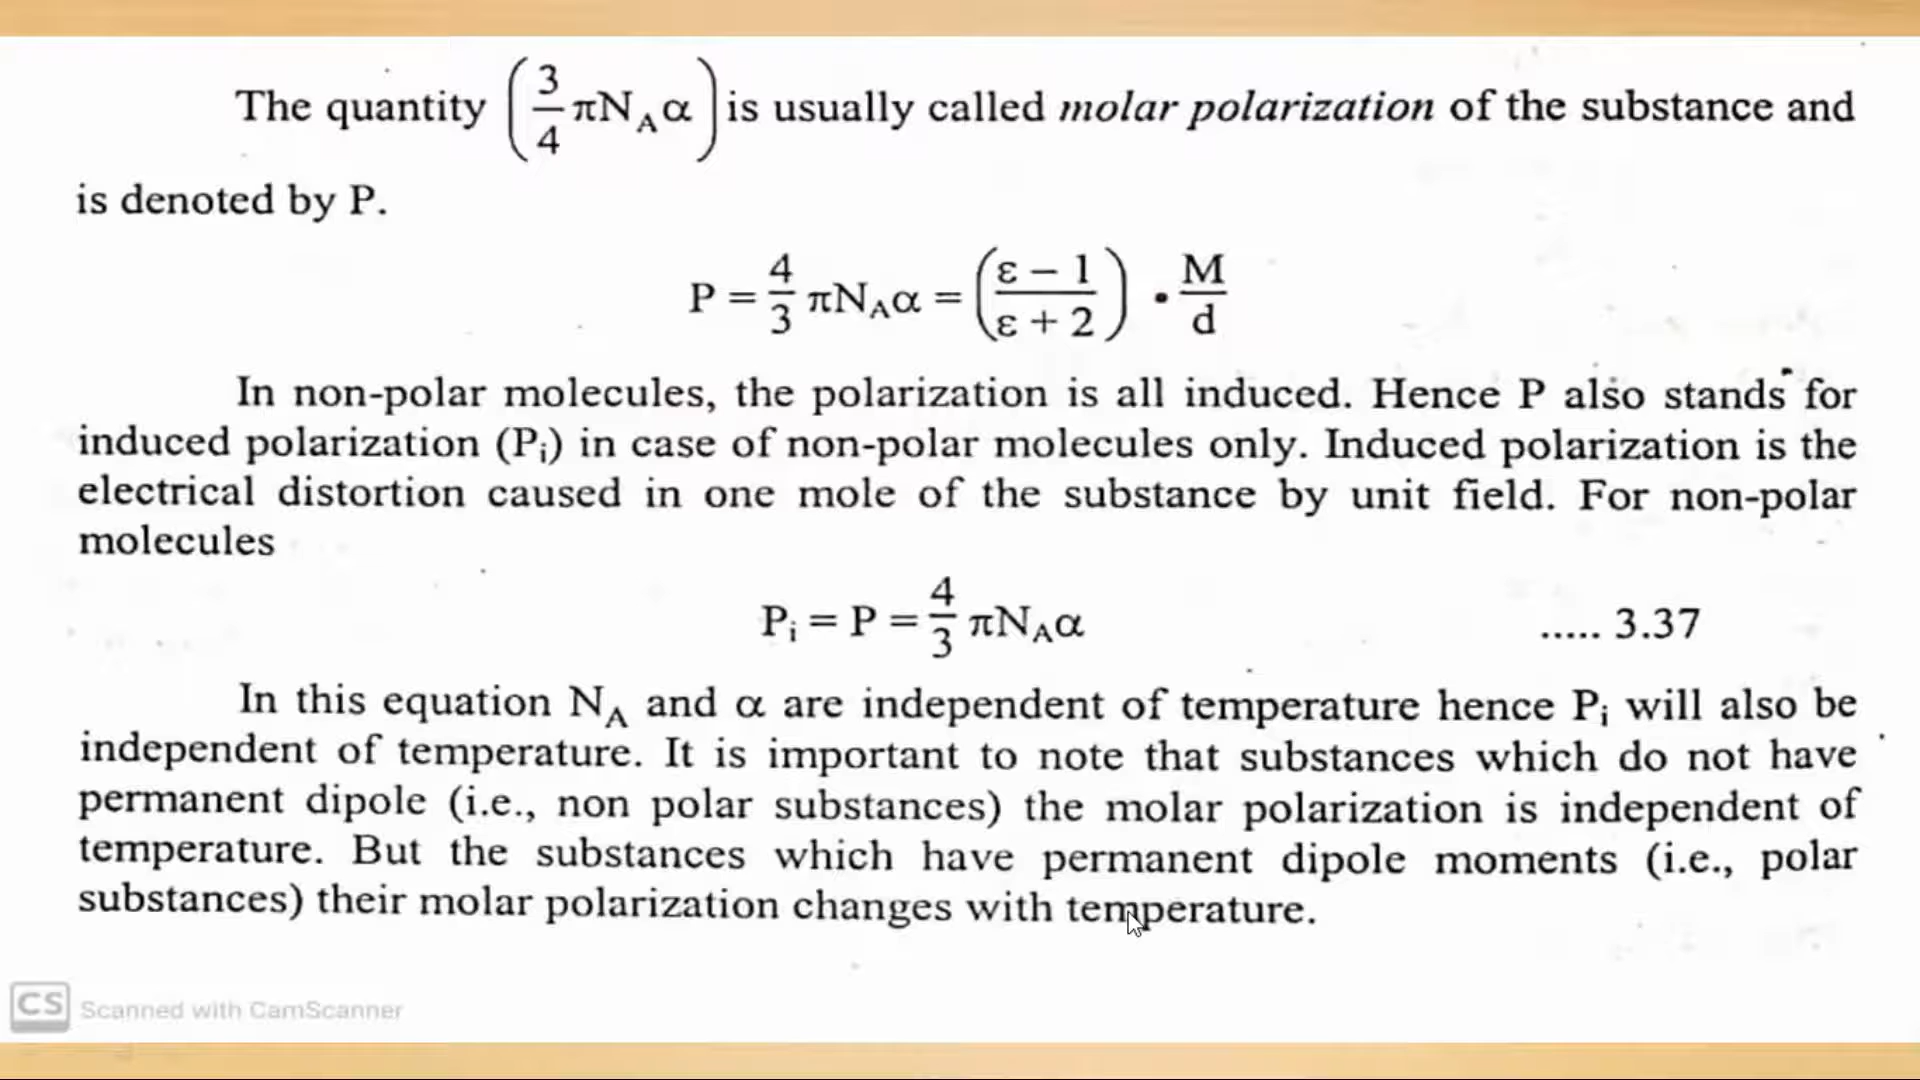 The quantity (3/4 πN_A α) is usually called molar polarization of the substance and
is denoted by P.
P = 4/3 πN_Aα = (ε − 1 / ε + 2) · M/d
In non-polar molecules, the polarization is all induced. Hence P also stands for
induced polarization (P_i) in case of non-polar molecules only. Induced polarization is the
electrical distortion caused in one mole of the substance by unit field. For non-polar
molecules
P_i = P = 4/3 πN_Aα ..... 3.37
In this equation N_A and α are independent of temperature hence P_i will also be
independent of temperature. It is important to note that substances which do not have
permanent dipole (i.e., non polar substances) the molar polarization is independent of
temperature. But the substances which have permanent dipole moments (i.e., polar
substances) their molar polarization changes with temperature.
CS Scanned with CamScanner